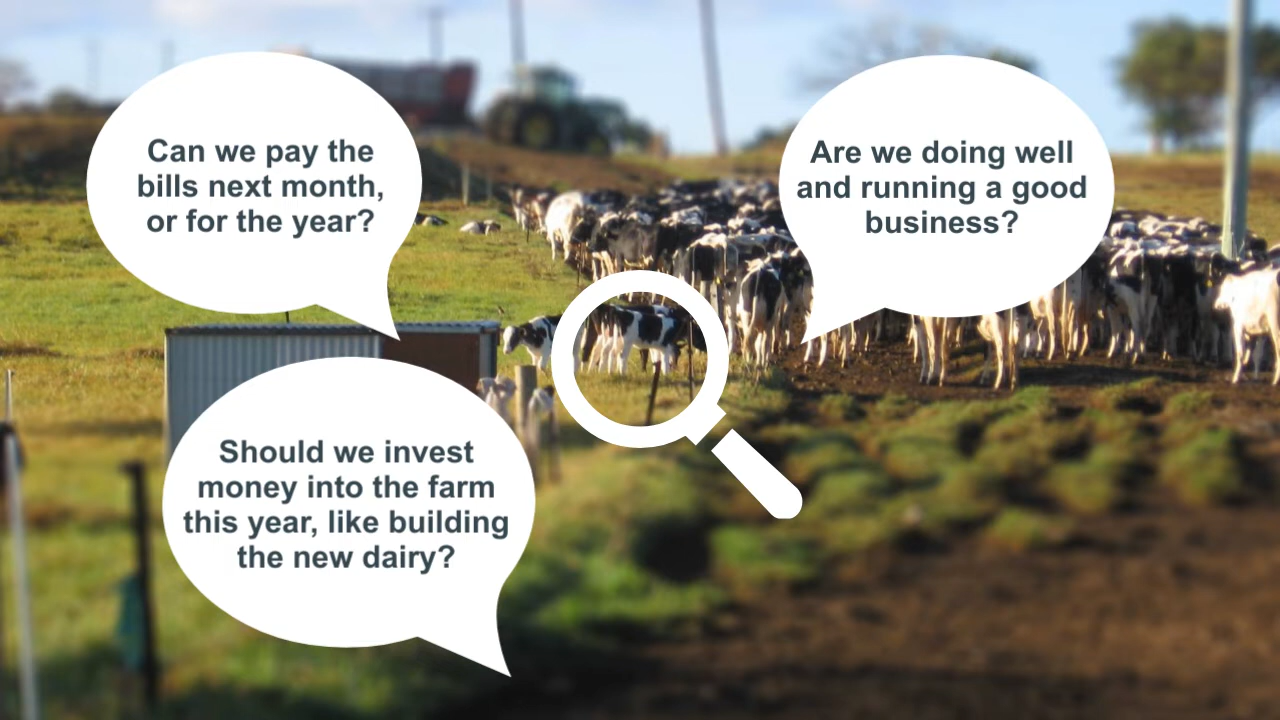 Can we pay the
bills next month,
or for the year?
Are we doing well
and running a good
business?
Should we invest
money into the farm
this year, like building
the new dairy?